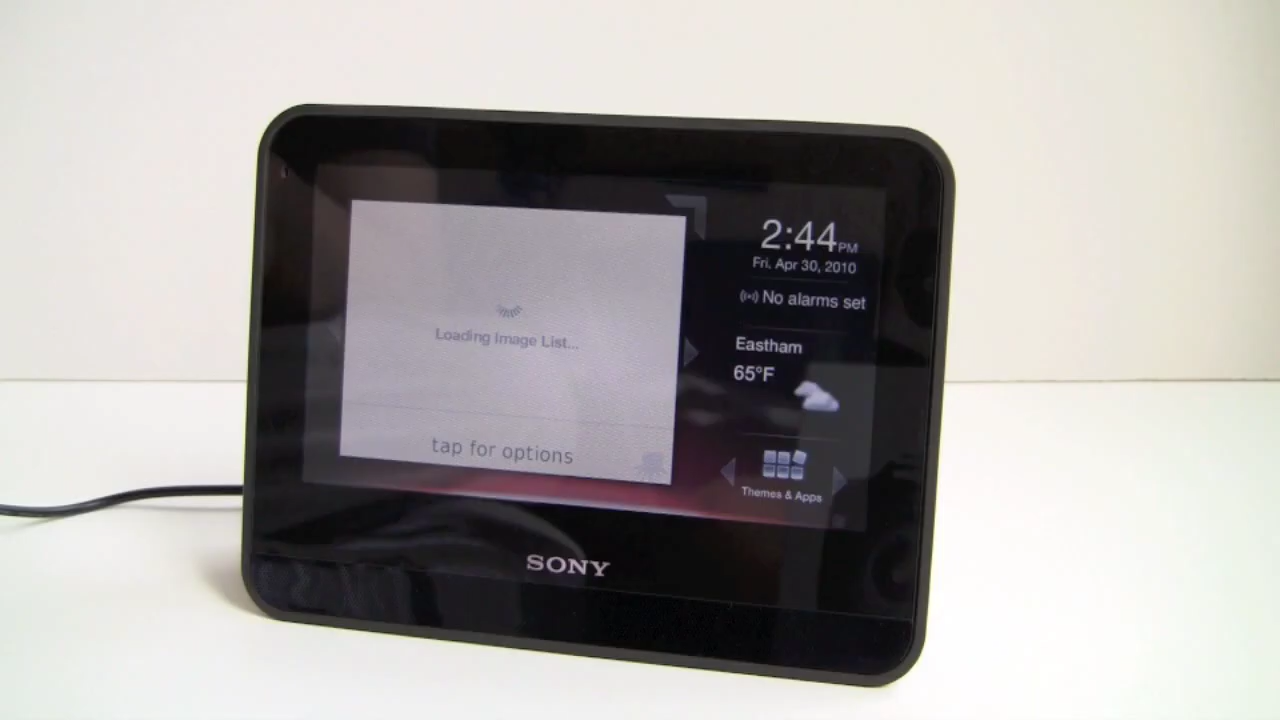 Loading Image List...
tap for options
2:44PM
Fri. Apr 30, 2010
No alarms set
Eastham
65°F
Themes & Apps
SONY